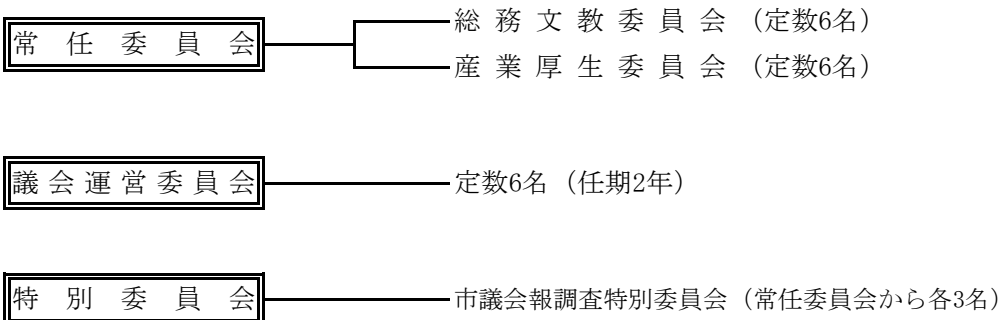 総務文教委員会 （定数6名）
常任委員会
産業厚生委員会 （定数6名）
議会運営委員会 定数6名（任期2年）
特別委員会 市議会報調査特別委員会（常任委員会から各3名）